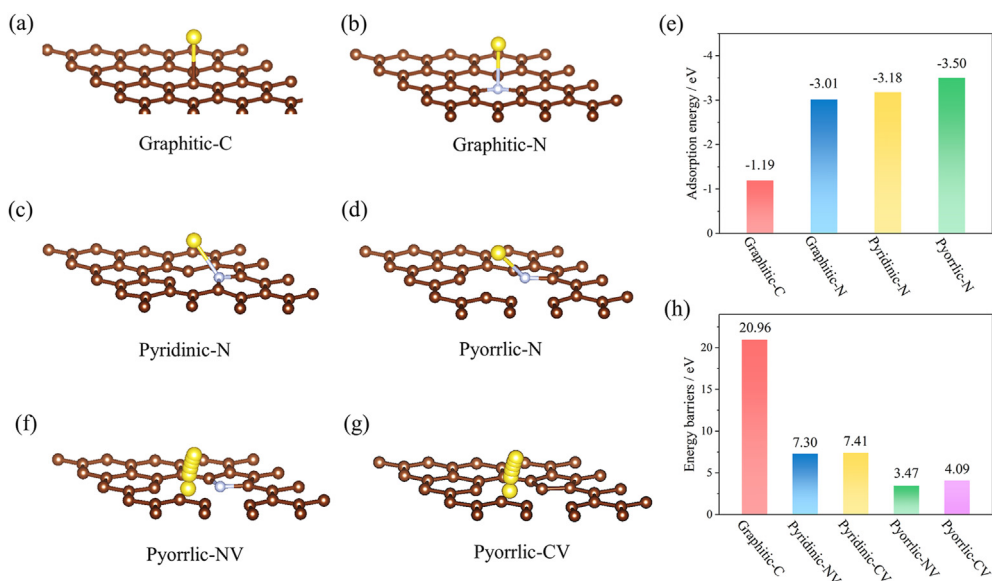 (a)
Graphitic-C
(b)
Graphitic-N
(c)
Pyridinic-N
(d)
Pyorrlic-N
(f)
Pyorrlic-NV
(g)
Pyorrlic-CV
(e)
Adsorption energy / eV
-4
-3
-2
-1
0
-1.19
-3.01
-3.18
-3.50
Graphitic-C
Graphitic-N
Pyridinic-N
Pyorrlic-N
(h)
Energy barriers / eV
20
15
10
5
0
20.96
7.30
7.41
3.47
4.09
Graphitic-C
Pyridinic-NV
Pyridinic-CV
Pyorrlic-NV
Pyorrlic-CV